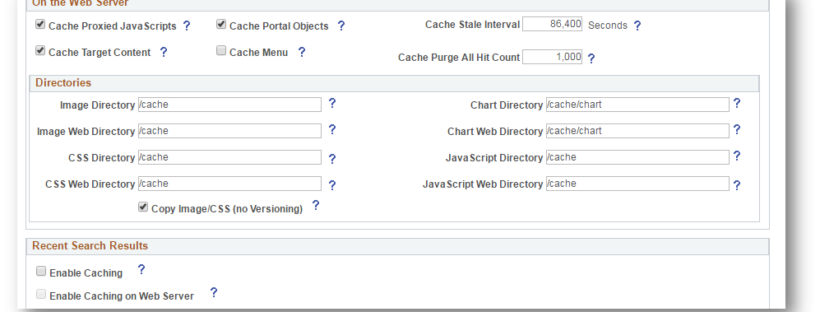 On the Web Server
Cache Proxied JavaScripts ? Cache Portal Objects ? Cache Stale Interval 86,400 Seconds ?
Cache Target Content ? Cache Menu ? Cache Purge All Hit Count 1,000 ?
Directories
Image Directory /cache ? Chart Directory /cache/chart ?
Image Web Directory /cache ? Chart Web Directory /cache/chart ?
CSS Directory /cache ? JavaScript Directory /cache ?
CSS Web Directory /cache ? JavaScript Web Directory /cache ?
Copy Image/CSS (no Versioning) ?
Recent Search Results
Enable Caching ?
Enable Caching on Web Server ?